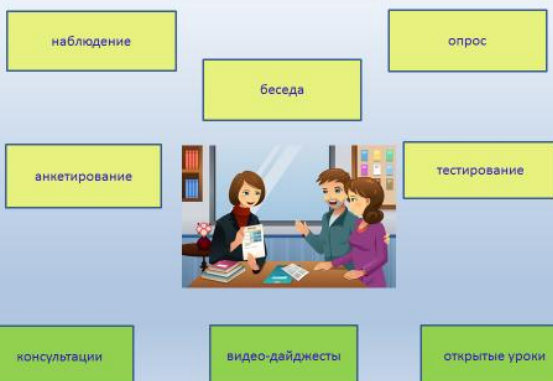 наблюдение
опрос
беседа
анкетирование
тестирование
консультации
видео-дайджесты
открытые уроки